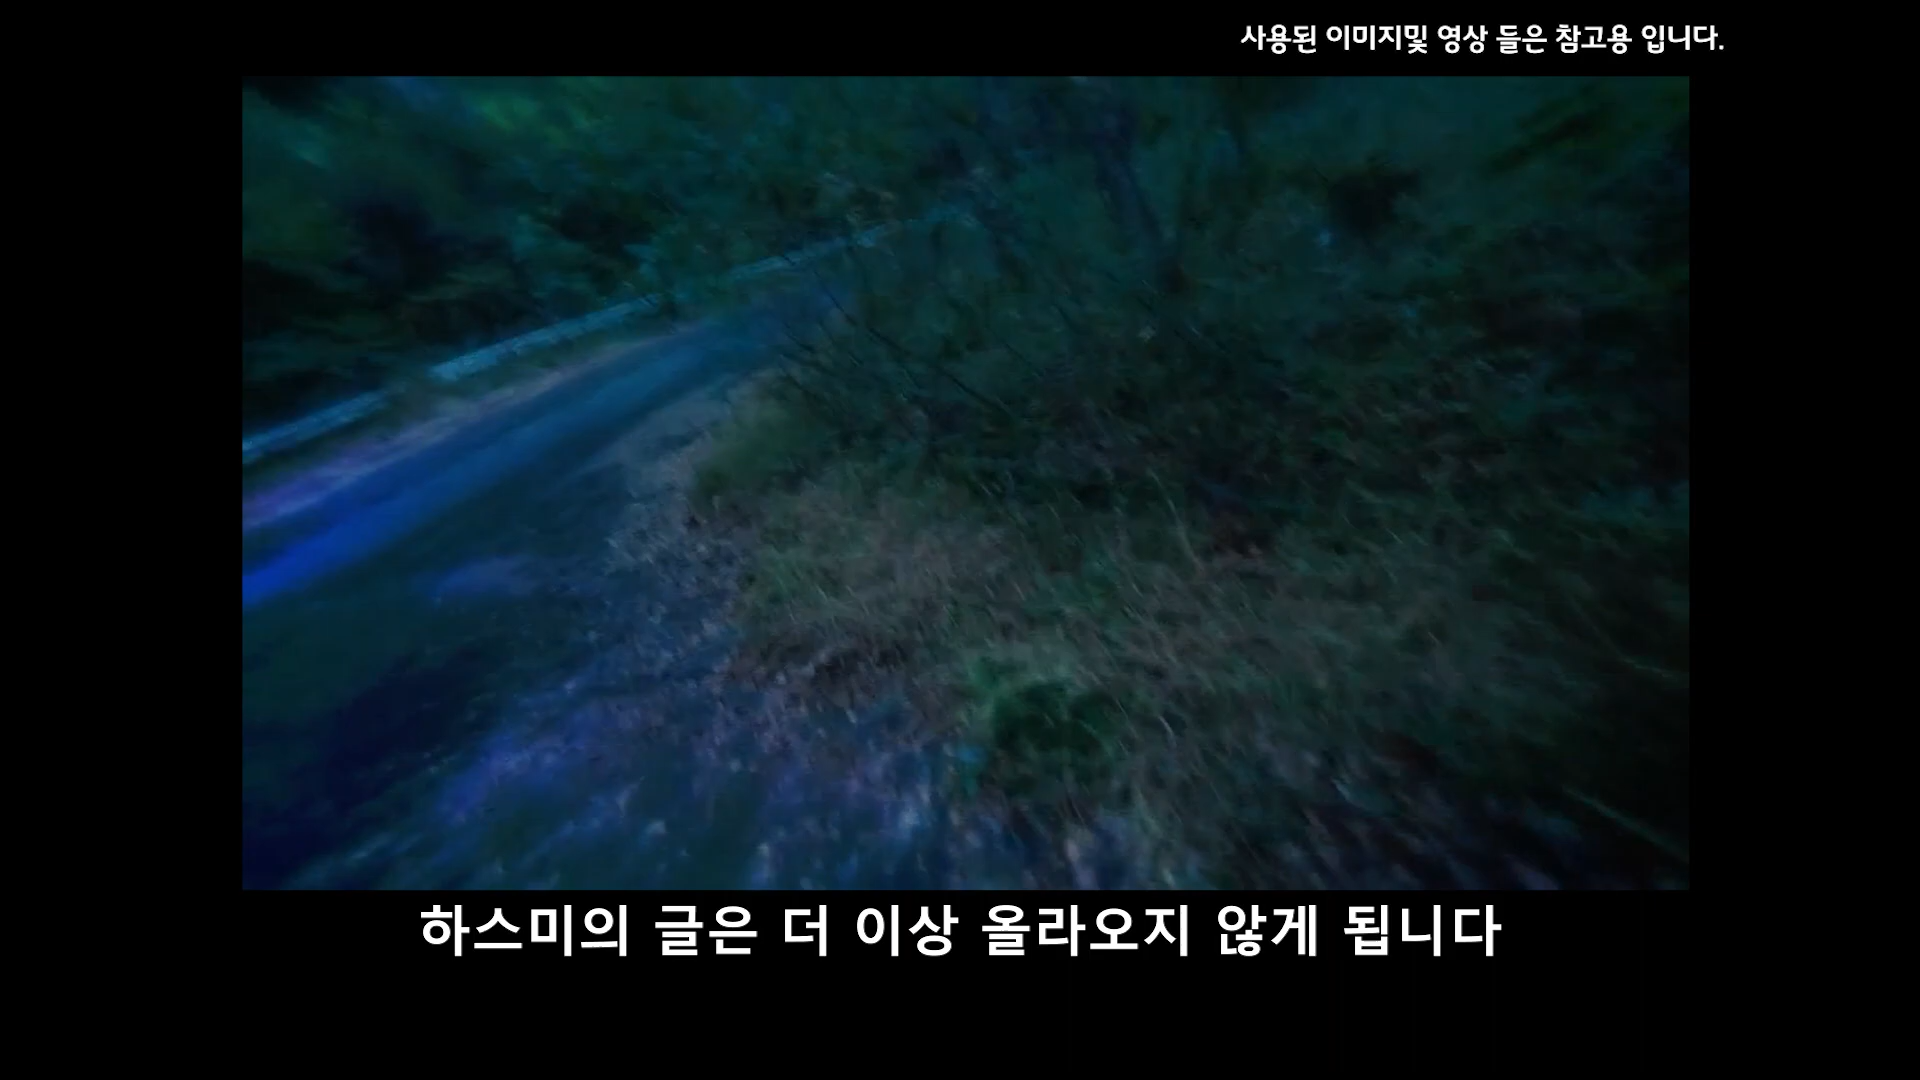 사용된 이미지및 영상 들은 참고용 입니다.
하스미의 글은 더 이상 올라오지 않게 됩니다